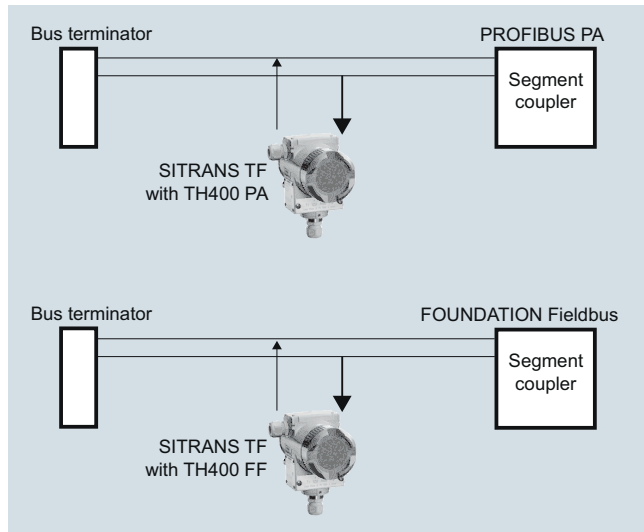 Bus terminator
PROFIBUS PA
Segment
coupler
SITRANS TF
with TH400 PA
Bus terminator
FOUNDATION Fieldbus
Segment
coupler
SITRANS TF
with TH400 FF